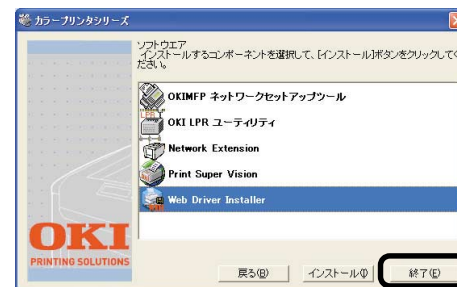 カラープリンタシリーズ
ソフトウエア
インストールするコンポーネントを選択して、[インストール]ボタンをクリックしてく
ださい。
OKIMFP ネットワークセットアップツール
OKI LPR ユーティリティ
Network Extension
Print Super Vision
Web Driver Installer
OKI
PRINTING SOLUTIONS
戻る(B)
インストール(I)
終了(E)